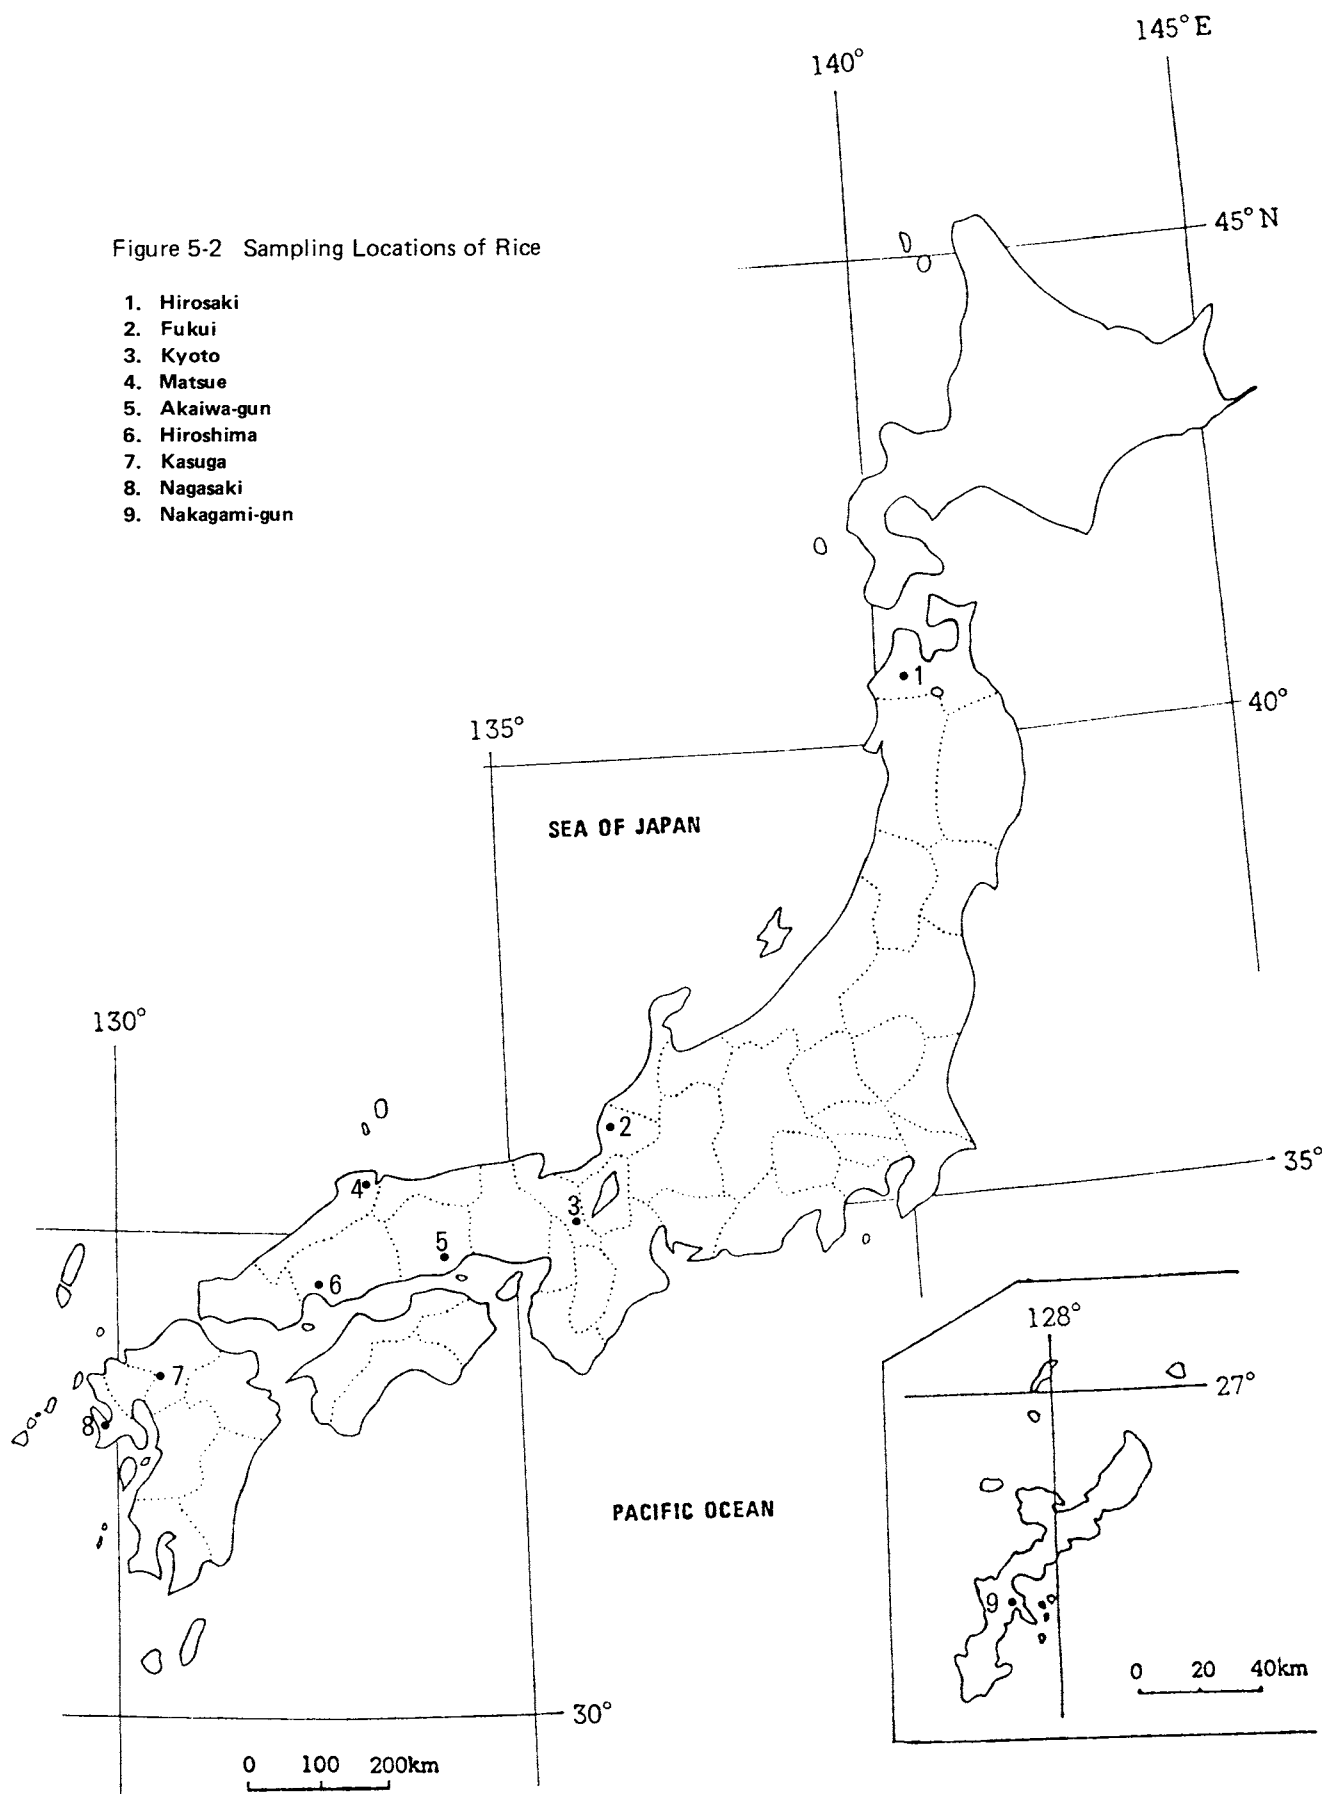 145° E
140°
45° N
Figure 5-2 Sampling Locations of Rice
1. Hirosaki
2. Fukui
3. Kyoto
4. Matsue
5. Akaiwa-gun
6. Hiroshima
7. Kasuga
8. Nagasaki
9. Nakagami-gun
1
40°
135°
SEA OF JAPAN
130°
2
35°
4
3
5
6
128°
7
27°
8
PACIFIC OCEAN
9
0 20 40km
30°
0 100 200km